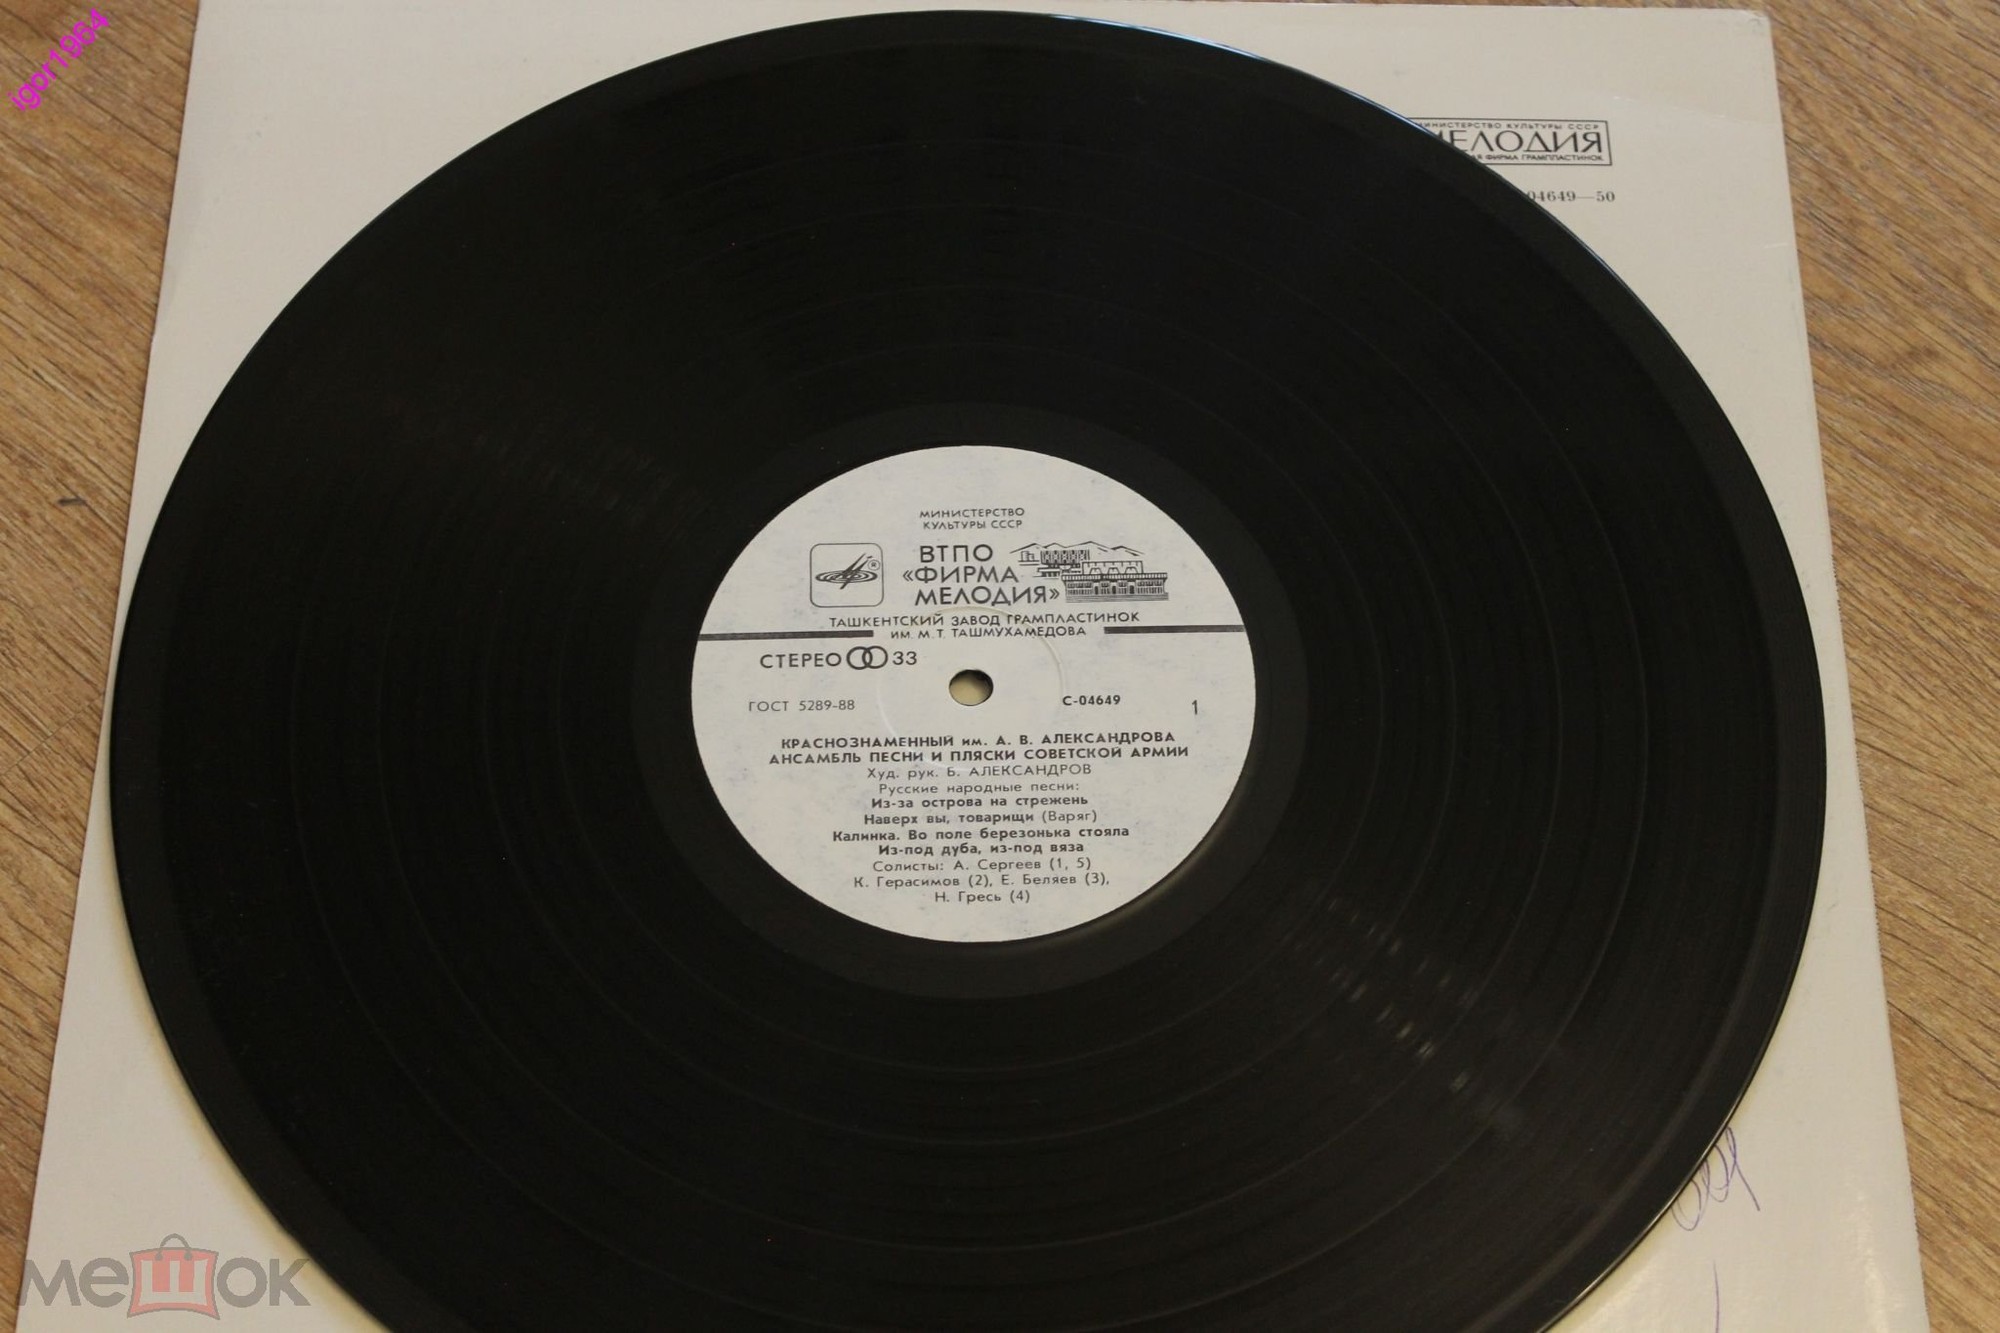 igor1964
МИНИСТЕРСТВО КУЛЬТУРЫ СССР
МЕЛОДИЯ
ФИРМА ГРАМПЛАСТИНОК
04649—50
МИНИСТЕРСТВО
КУЛЬТУРЫ СССР
ВТПО
«ФИРМА
МЕЛОДИЯ»
ТАШКЕНТСКИЙ ЗАВОД ГРАМПЛАСТИНОК
ИМ. М. Т. ТАШМУХАМЕДОВА
СТЕРЕО 33
ГОСТ 5289-88
С-04649
1
КРАСНОЗНАМЕННЫЙ им. А. В. АЛЕКСАНДРОВА
АНСАМБЛЬ ПЕСНИ И ПЛЯСКИ СОВЕТСКОЙ АРМИИ
Худ. рук. Б. АЛЕКСАНДРОВ
Русские народные песни:
Из-за острова на стрежень
Наверх вы, товарищи (Варяг)
Калинка. Во поле березонька стояла
Из-под дуба, из-под вяза
Солисты: А. Сергеев (1, 5)
К. Герасимов (2), Е. Беляев (3),
Н. Гресь (4)
мешок